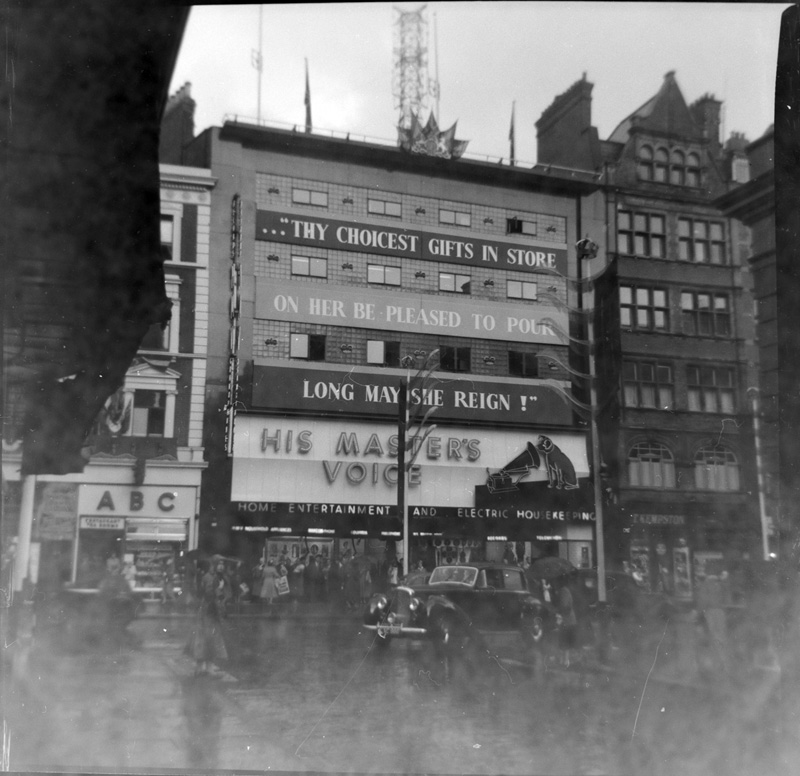 ..."THY CHOICEST GIFTS IN STORE
ON HER BE PLEASED TO POUR
LONG MAY SHE REIGN !"
HIS MASTER'S
VOICE
HOME ENTERTAINMENT AND ELECTRIC HOUSEKEEPING
ABC